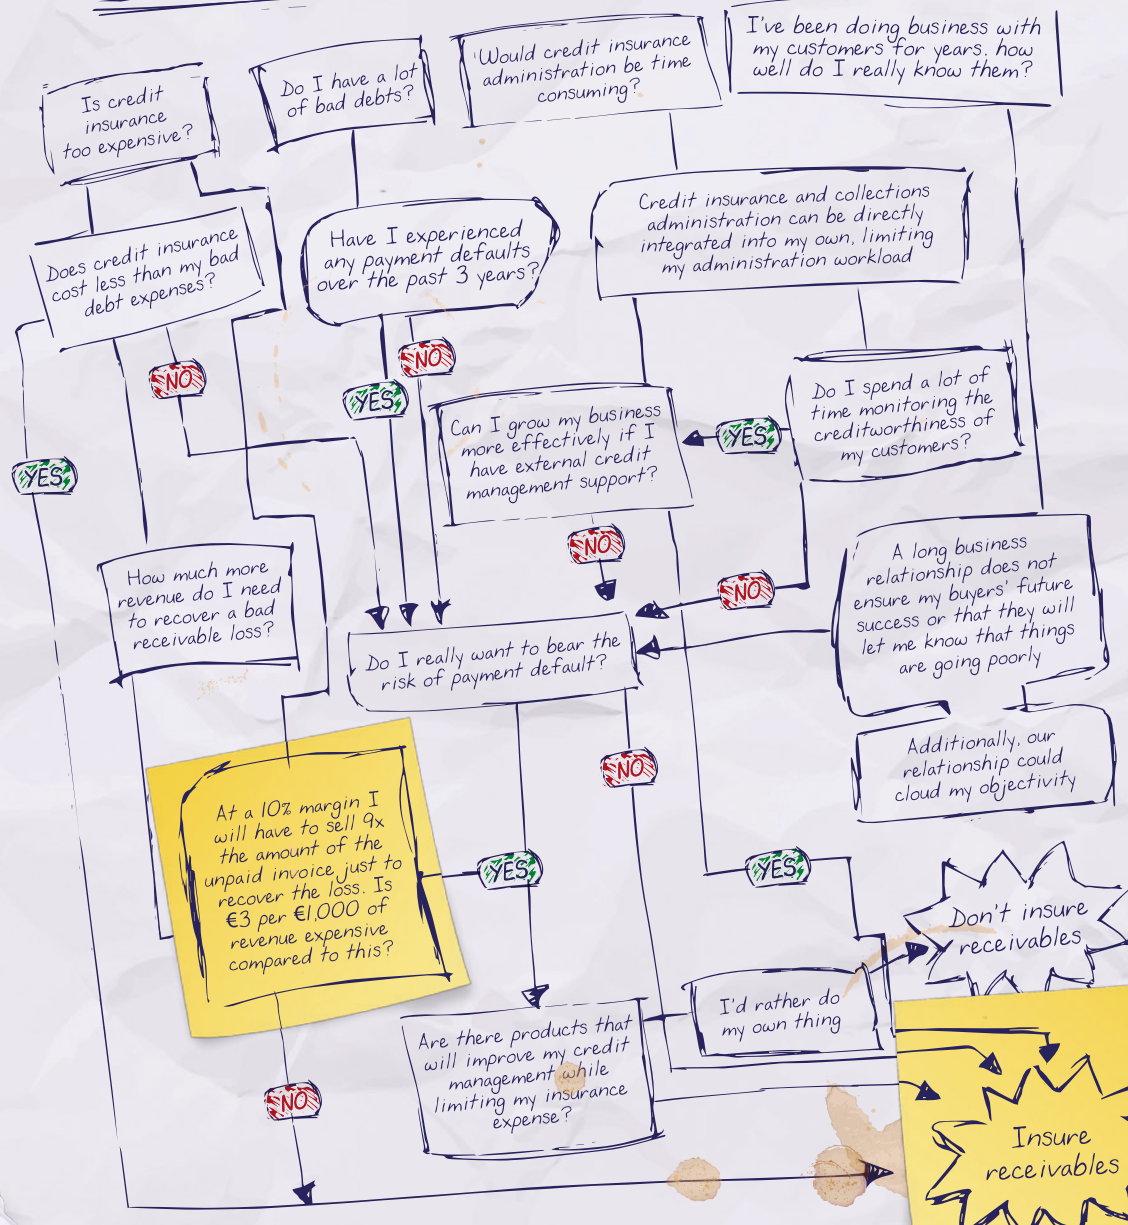 Is credit
insurance
too expensive?
Do I have a lot
of bad debts?
'Would credit insurance
administration be time
consuming?
I've been doing business with
my customers for years. how
well do I really know them?
Does credit insurance
cost less than my bad
debt expenses?
Have I experienced
any payment defaults
over the past 3 years?
Credit insurance and collections
administration can be directly
integrated into my own, limiting
my administration workload
NO
NO
YES
Can I grow my business
more effectively if I
have external credit
management support?
YES
Do I spend a lot of
time monitoring the
creditworthiness of
my customers?
YES
NO
NO
How much more
revenue do I need
to recover a bad
receivable loss?
A long business
relationship does not
ensure my buyers' future
success or that they will
let me know that things
are going poorly
Do I really want to bear the
risk of payment default?
Additionally, our
relationship could
cloud my objectivity
NO
At a 10% margin I
will have to sell 9x
the amount of the
unpaid invoice just to
recover the loss. Is
€3 per €1,000 of
revenue expensive
compared to this?
YES
YES
Don't insure
receivables
I'd rather do
my own thing
Are there products that
will improve my credit
management while
limiting my insurance
expense?
NO
Insure
receivables